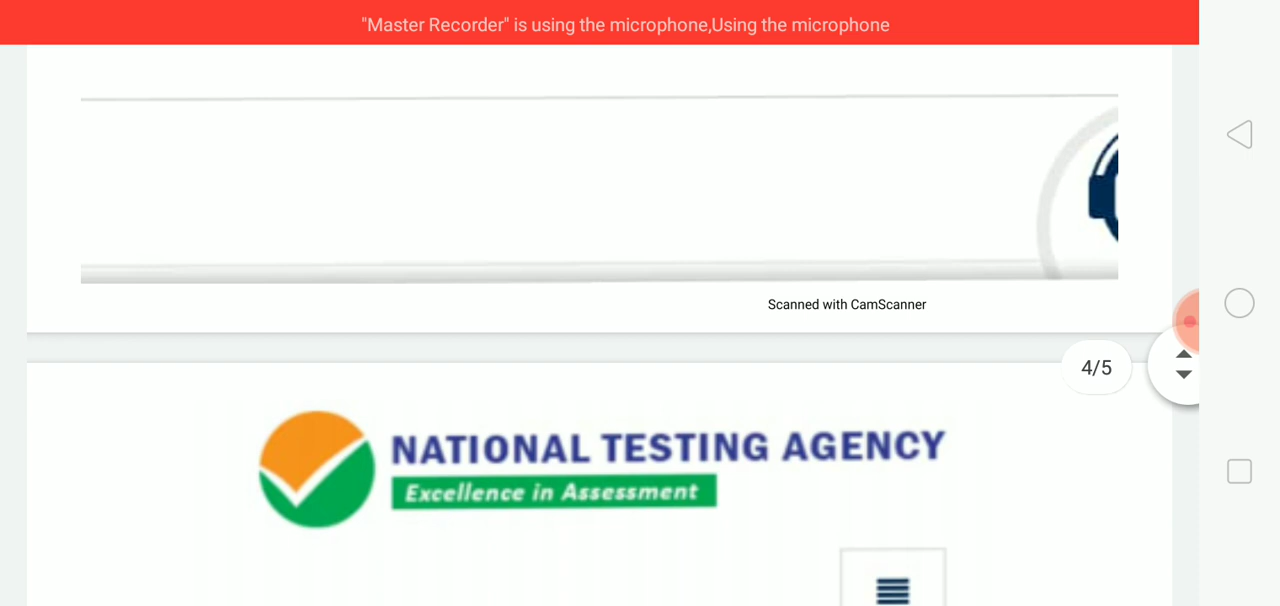 "Master Recorder" is using the microphone,Using the microphone
Scanned with CamScanner
4/5
NATIONAL TESTING AGENCY
Excellence in Assessment